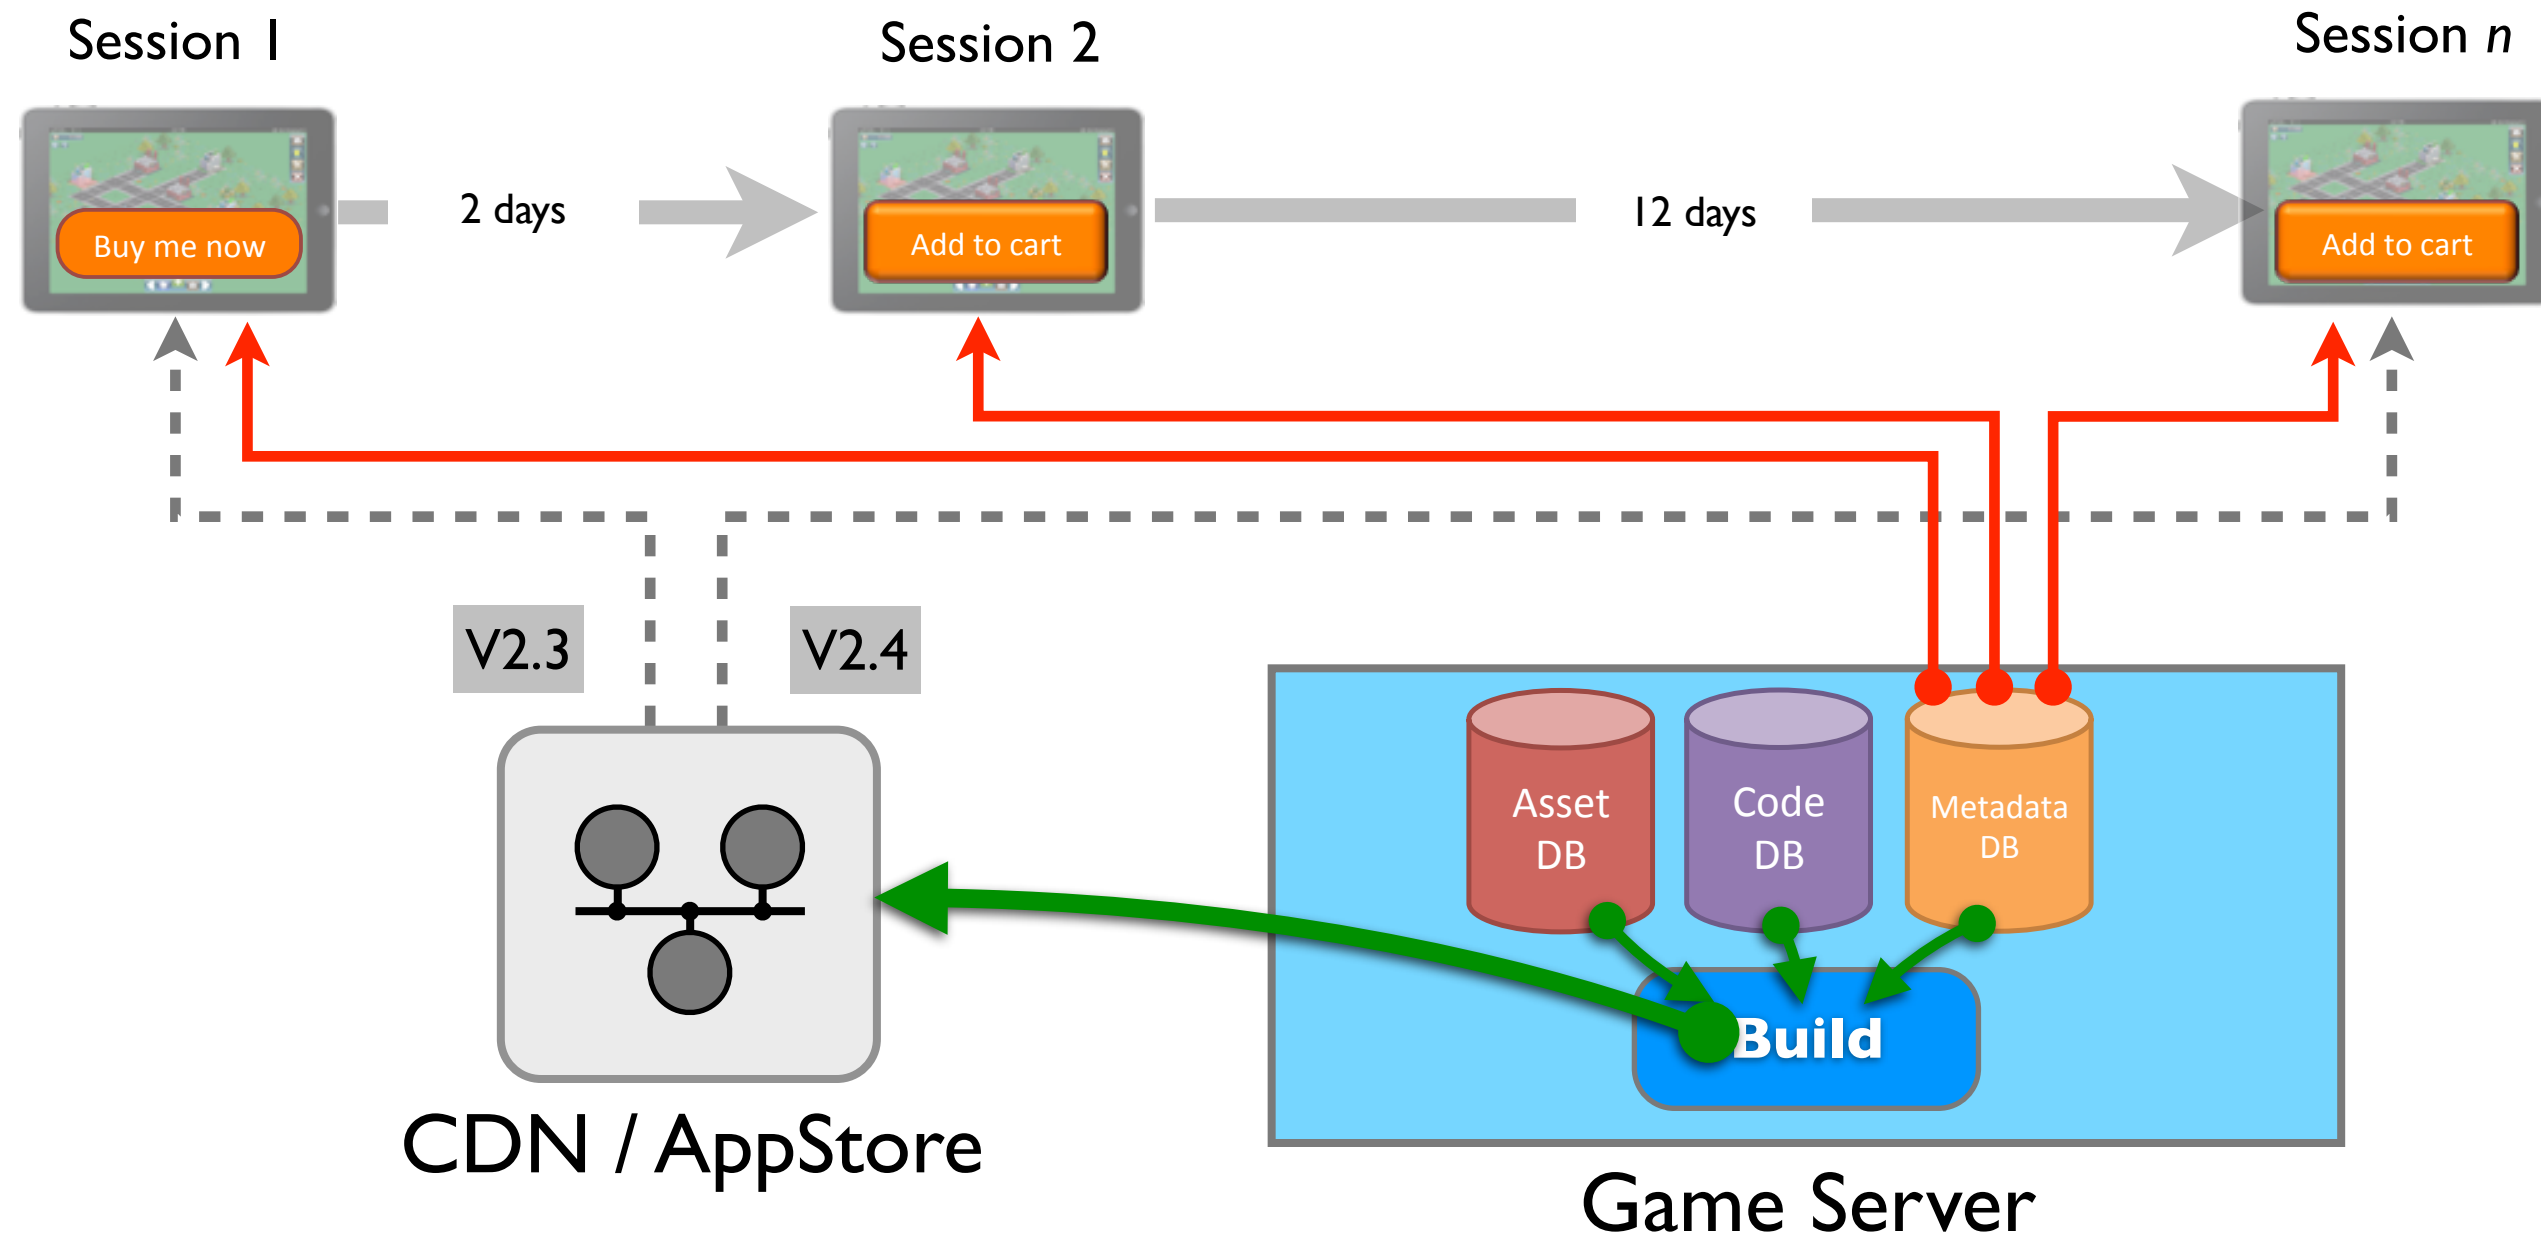 Session 1
Session 2
Session n
2 days
12 days
Buy me now
Add to cart
Add to cart
V2.3
V2.4
Asset
DB
Code
DB
Metadata
DB
Build
CDN / AppStore
Game Server